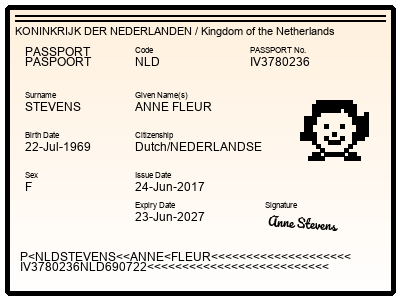 KONINKRIJK DER NEDERLANDEN / Kingdom of the Netherlands
PASSPORT
PASPOORT
Code
NLD
PASSPORT No.
IV3780236
Surname
STEVENS
Given Name(s)
ANNE FLEUR
Birth Date
22-Jul-1969
Citizenship
Dutch/NEDERLANDSE
Sex
F
Issue Date
24-Jun-2017
Expiry Date
23-Jun-2027
Signature
Anne Stevens
P<NLDSTEVENS<<ANNE<FLEUR<<<<<<<<<<<<<<<<<<<<
IV3780236NLD690722<<<<<<<<<<<<<<<<<<<<<<<<<<